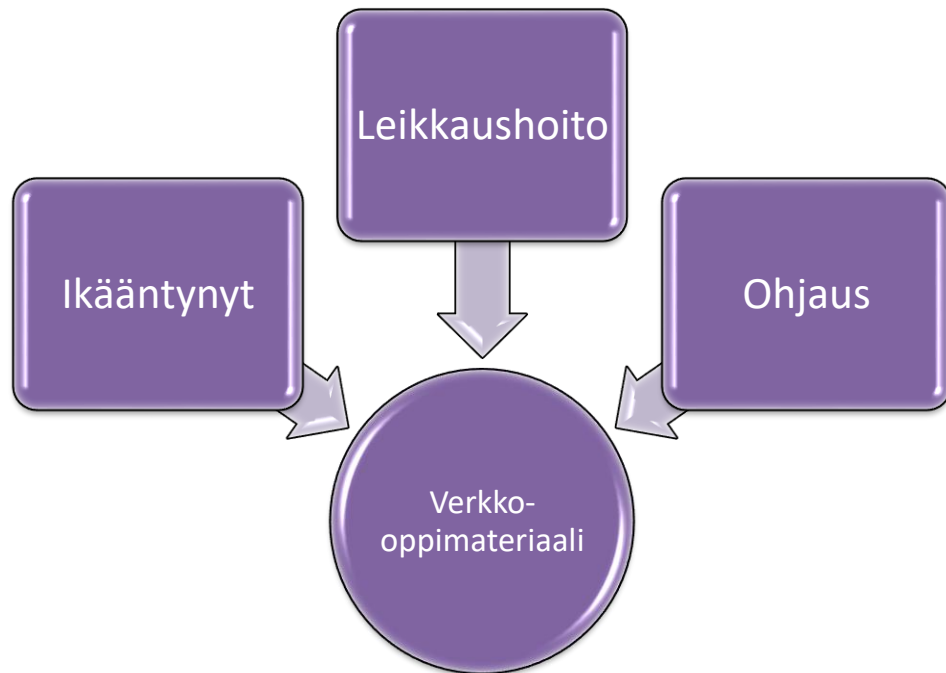 Leikkaushoito
Ikääntynyt
Ohjaus
Verkko-
oppimateriaali